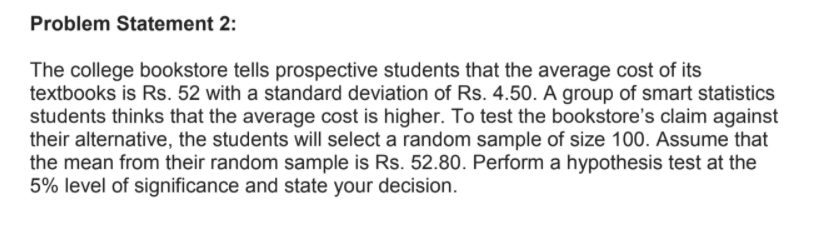 Problem Statement 2:
The college bookstore tells prospective students that the average cost of its
textbooks is Rs. 52 with a standard deviation of Rs. 4.50. A group of smart statistics
students thinks that the average cost is higher. To test the bookstore's claim against
their alternative, the students will select a random sample of size 100. Assume that
the mean from their random sample is Rs. 52.80. Perform a hypothesis test at the
5% level of significance and state your decision.